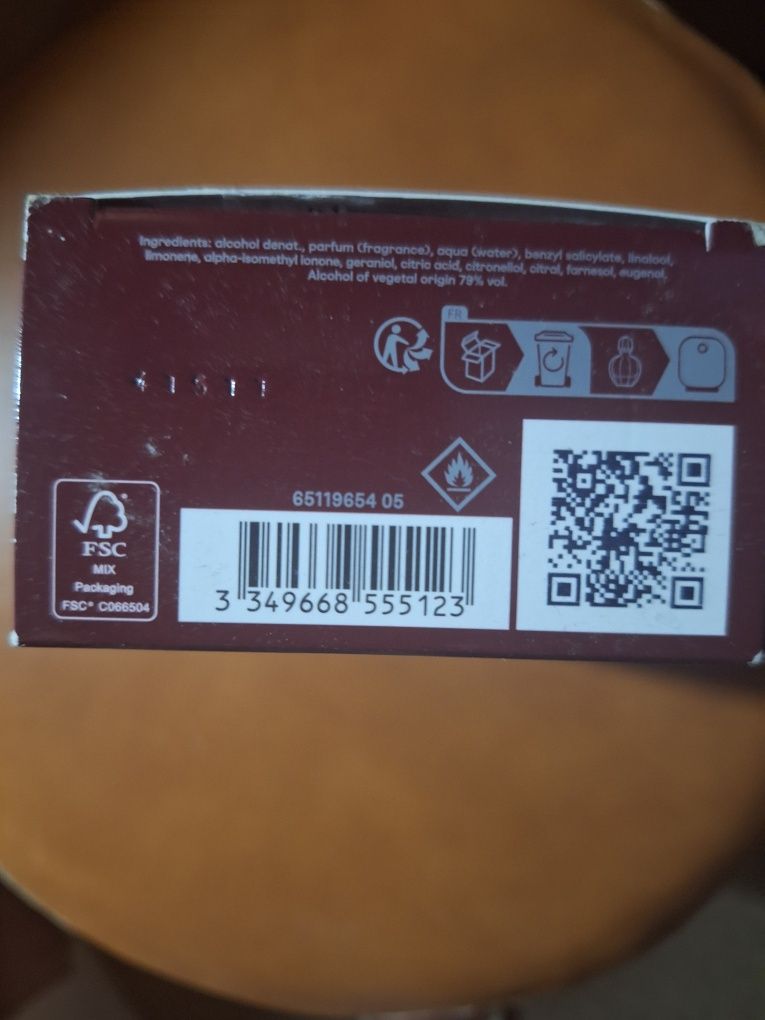 Ingredients: alcohol denat., parfum (fragrance), aqua (water), benzyl salicylate, linalool,
limonene, alpha-isomethyl ionone, geraniol, citric acid, citronellol, citral, farnesol, eugenol.
Alcohol of vegetal origin 79% vol.
FR
65119654 05
FSC®
MIX
Packaging
FSC® C066504
3 349668 555123